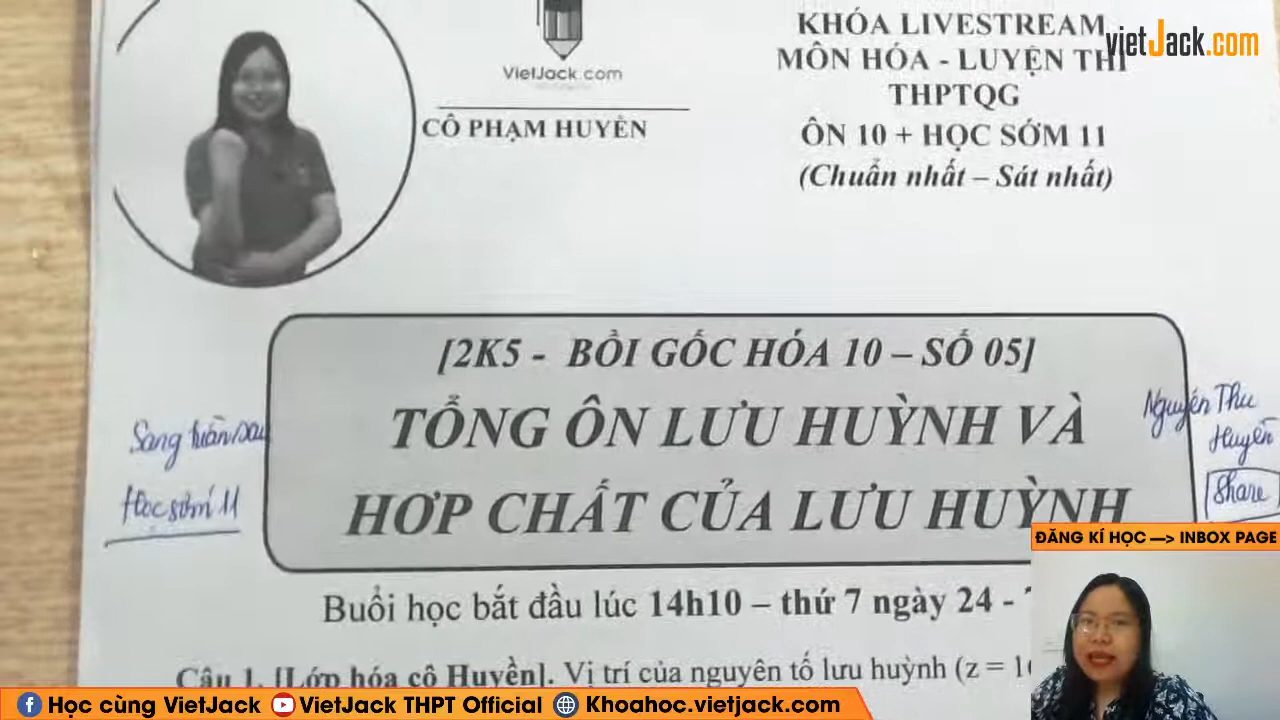 VietJack.com
CÔ PHẠM HUYỀN
KHÓA LIVESTREAM
MÔN HÓA - LUYỆN THI
THPTQG
ÔN 10 + HỌC SỚM 11
(Chuẩn nhất – Sát nhất)
vietJack.com
[2K5 - BỒI GỐC HÓA 10 – SỐ 05]
TỔNG ÔN LƯU HUỲNH VÀ
HỢP CHẤT CỦA LƯU HUỲNH
Sang tuần sau
Học sớm 11
Nguyễn Thu
Huyền
Share
ĐĂNG KÍ HỌC —> INBOX PAGE
Buổi học bắt đầu lúc 14h10 – thứ 7 ngày 24 -
Câu 1. [Lớp hóa cô Huyền]. Vị trí của nguyên tố lưu huỳnh (z =
Học cùng VietJack VietJack THPT Official Khoahoc.vietjack.com